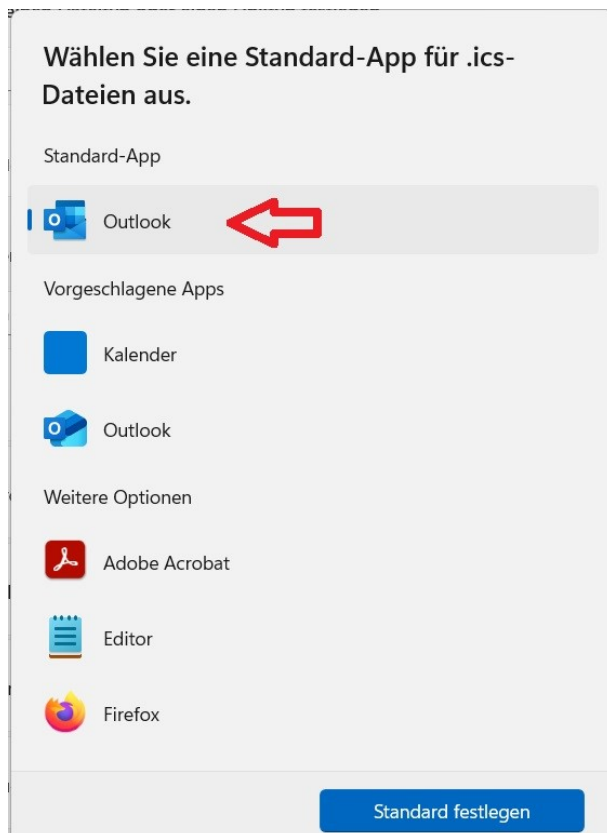 Wählen Sie eine Standard-App für .ics-
Dateien aus.
Standard-App
Outlook
Vorgeschlagene Apps
Kalender
Outlook
Weitere Optionen
Adobe Acrobat
Editor
Firefox
Standard festlegen